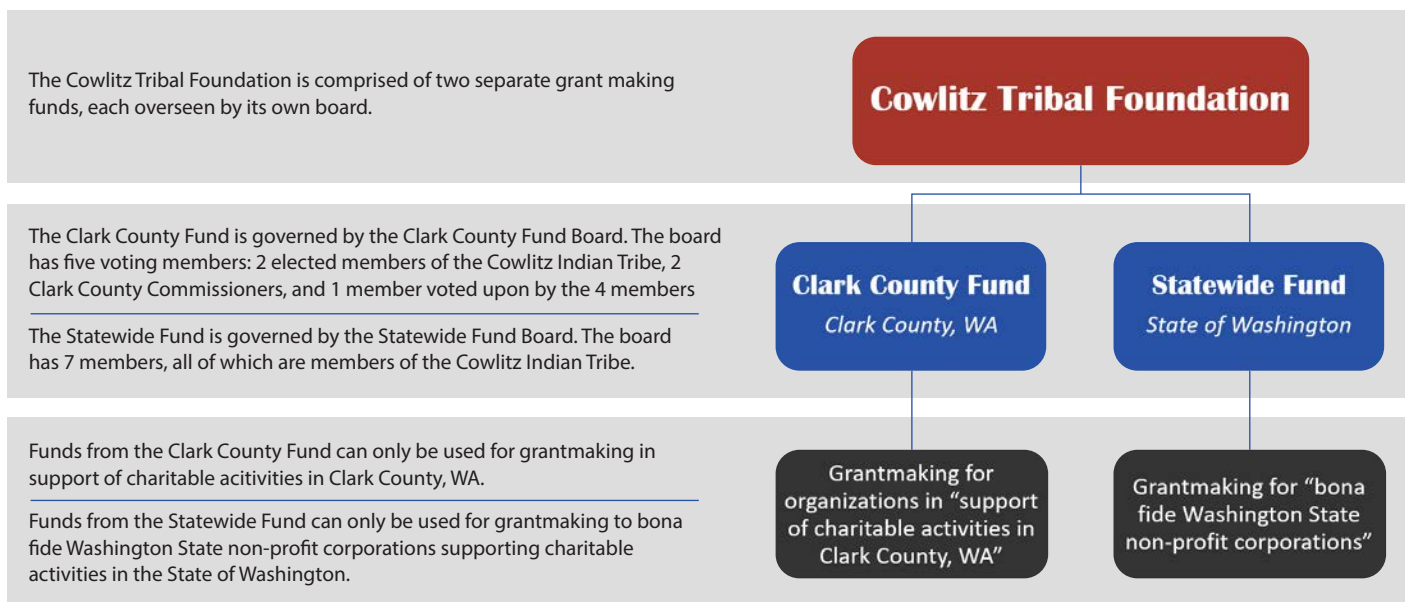 The Cowlitz Tribal Foundation is comprised of two separate grant making
funds, each overseen by its own board.
Cowlitz Tribal Foundation
The Clark County Fund is governed by the Clark County Fund Board. The board
has five voting members: 2 elected members of the Cowlitz Indian Tribe, 2
Clark County Commissioners, and 1 member voted upon by the 4 members
The Statewide Fund is governed by the Statewide Fund Board. The board
has 7 members, all of which are members of the Cowlitz Indian Tribe.
Clark County Fund
Clark County, WA
Statewide Fund
State of Washington
Funds from the Clark County Fund can only be used for grantmaking in
support of charitable acitivities in Clark County, WA.
Funds from the Statewide Fund can only be used for grantmaking to bona
fide Washington State non-profit corporations supporting charitable
activities in the State of Washington.
Grantmaking for
organizations in “support
of charitable activities in
Clark County, WA”
Grantmaking for “bona
fide Washington State
non-profit corporations”